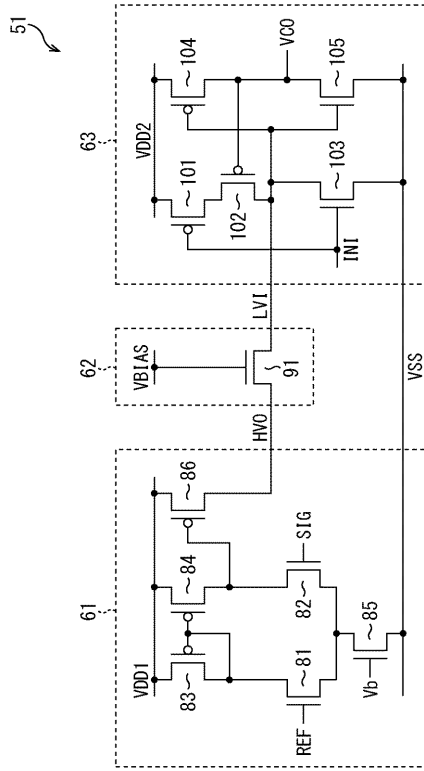 51
61
62
63
VDD1
83
84
86
REF
81
82
SIG
Vb
85
HVO
VBIAS
91
LVI
VSS
VDD2
101
104
102
VCO
103
105
INI